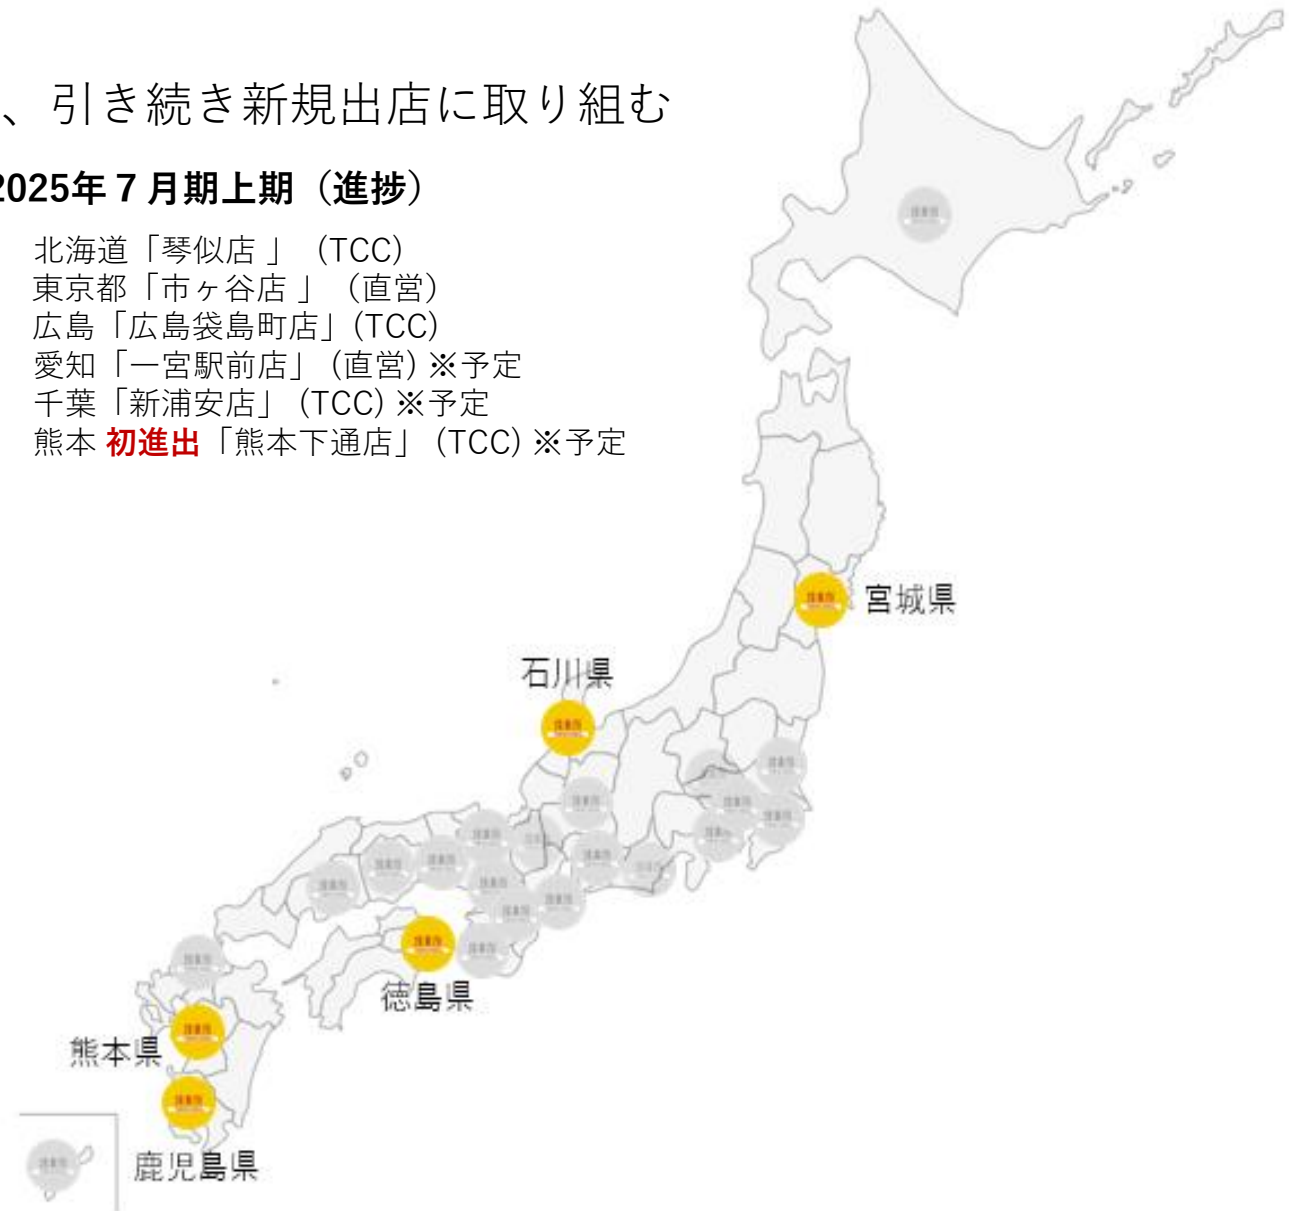 、引き続き新規出店に取り組む
2025年７月期上期（進捗）
北海道「琴似店 」 (TCC)
東京都「市ヶ谷店 」 （直営）
広島「広島袋島町店」(TCC)
愛知「一宮駅前店」 (直営) ※予定
千葉「新浦安店」 (TCC) ※予定
熊本 初進出「熊本下通店」 (TCC) ※予定
宮城県
石川県
徳島県
熊本県
鹿児島県